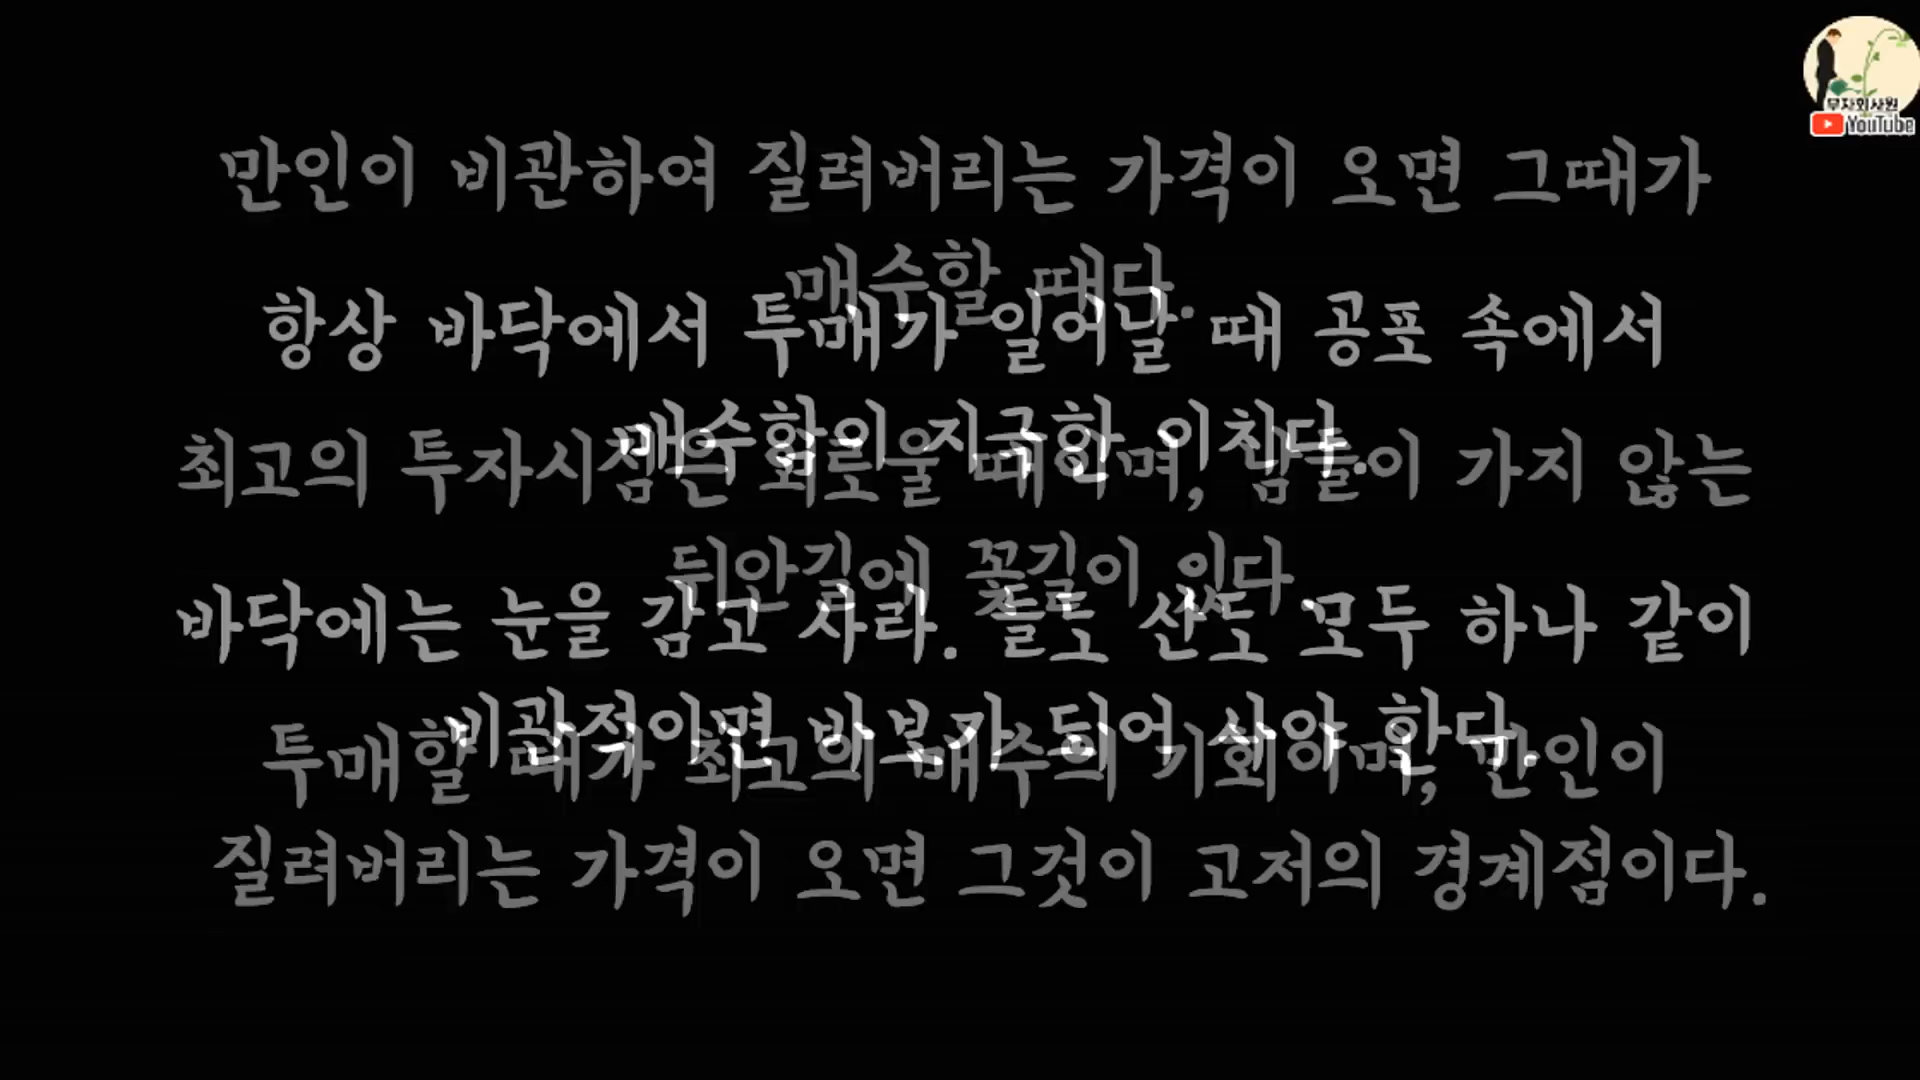 만인이 비관하여 질려버리는 가격이 오면 그때가
매수할 때다.
항상 바닥에서 투매가 일어날 때 공포 속에서
매수함이 지극한 이치다.
최고의 투자시점은 외로울 때이며, 남들이 가지 않는
뒤안길에 꽃길이 있다.
바닥에는 눈을 감고 사라. 들도 산도 모두 하나 같이
비관적이면 바보가 되어 사야 한다.
투매할 때가 최고의 매수의 기회이며, 만인이
질려버리는 가격이 오면 그것이 고저의 경계점이다.
부자회사원
YouTube